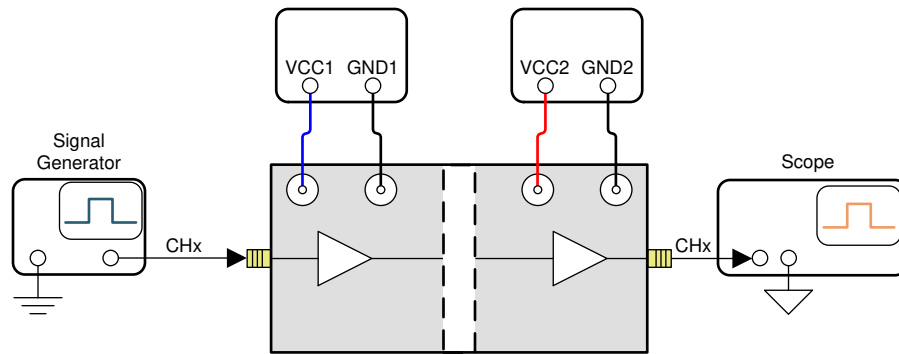 VCC1 GND1
VCC2 GND2
Signal
Generator
Scope
CHx
CHx